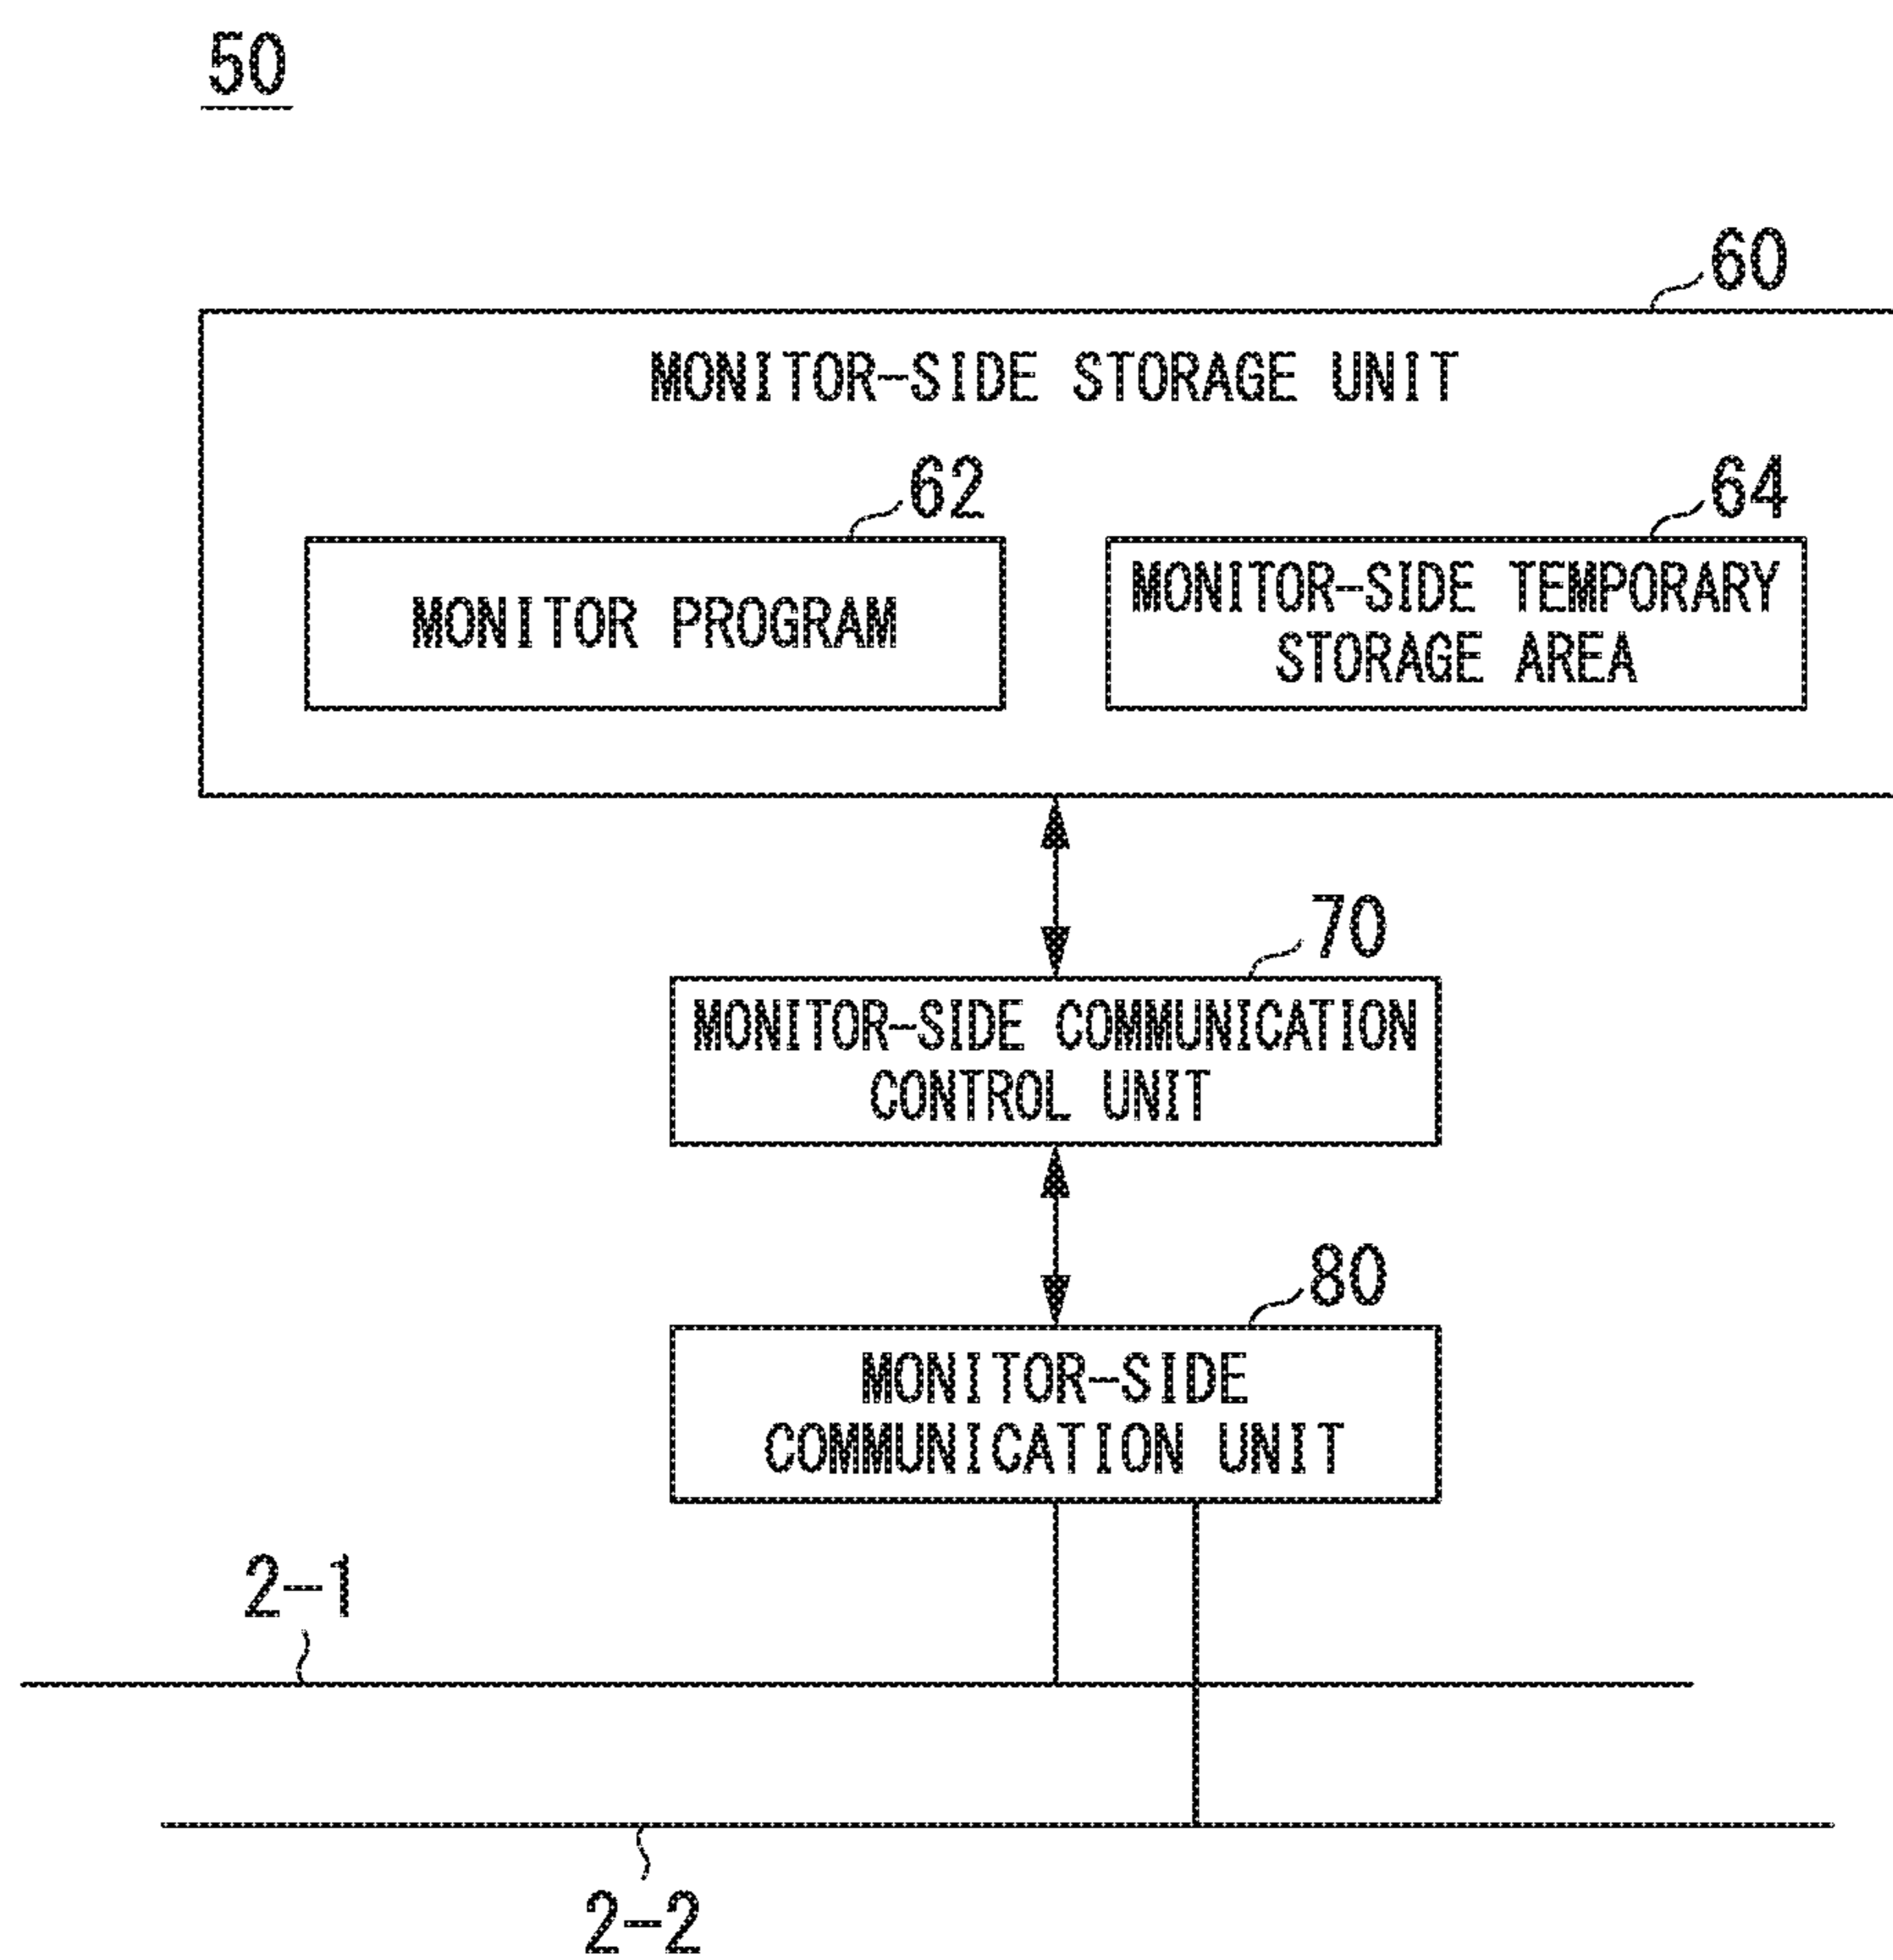 50
60
MONITOR-SIDE STORAGE UNIT
62
64
MONITOR PROGRAM
MONITOR-SIDE TEMPORARY
STORAGE AREA
70
MONITOR-SIDE COMMUNICATION
CONTROL UNIT
80
MONITOR-SIDE
COMMUNICATION UNIT
2-1
2-2